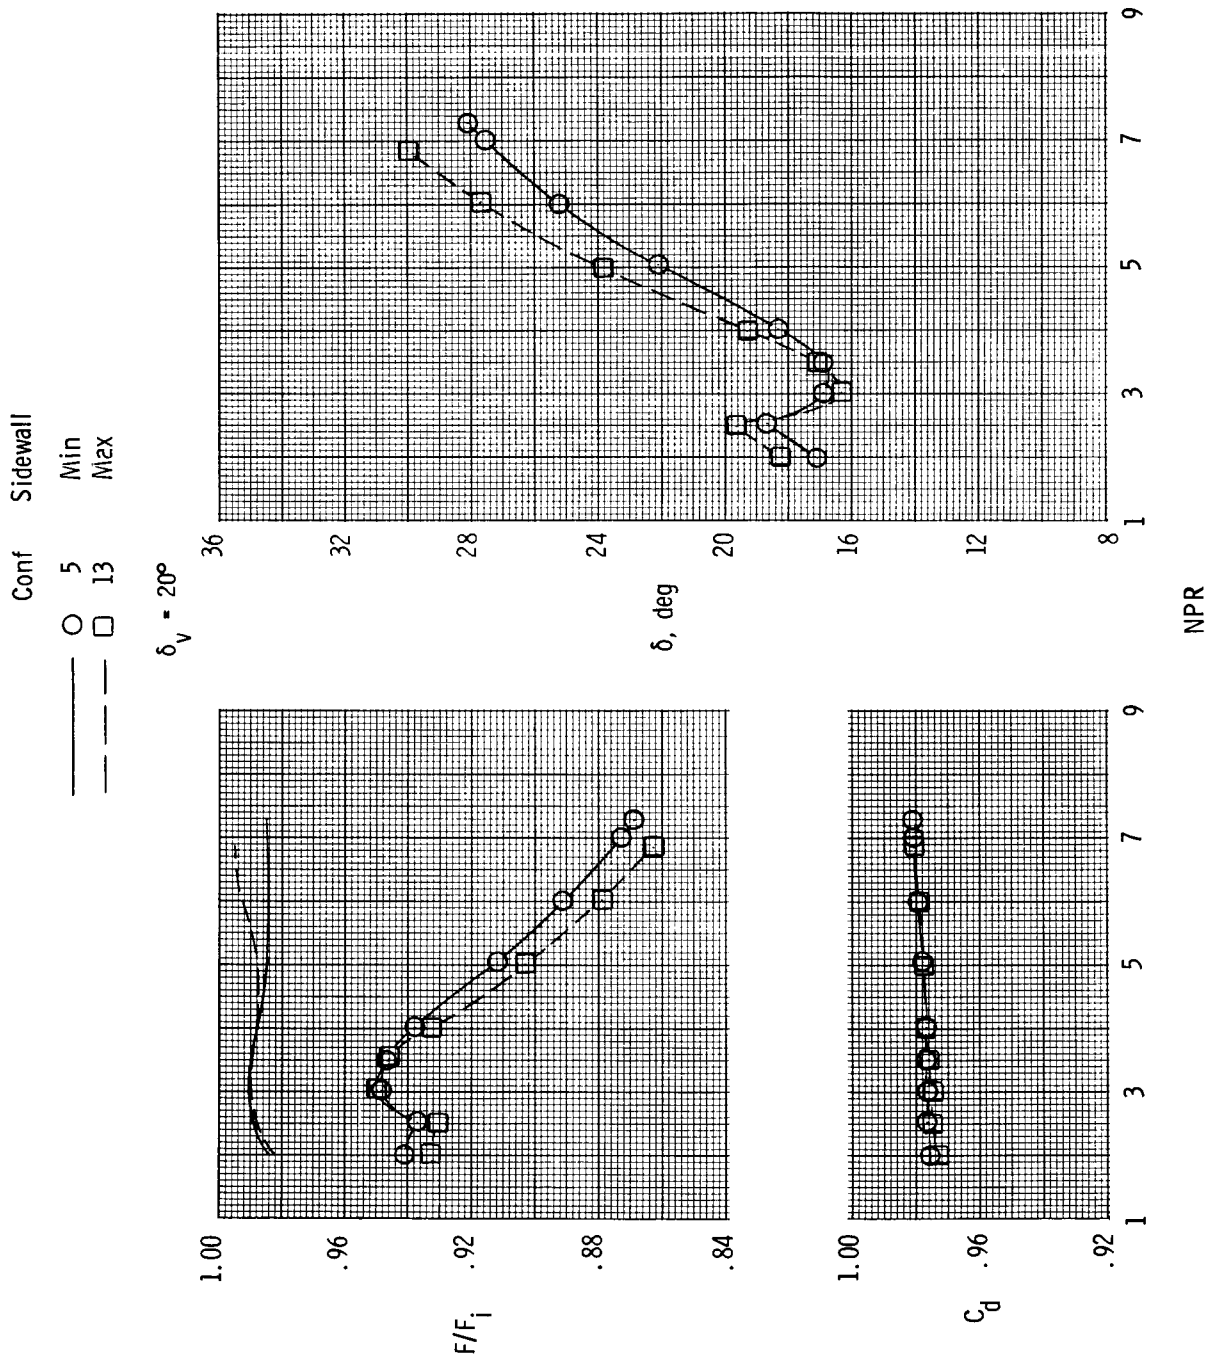 Conf Sidewall
5 Min
13 Max
δv = 20°
1.00
.96
.92
.88
.84
F/Fi
1.00
.96
.92
Cd
1 3 5 7 9
36
32
28
24
20
16
12
8
δ, deg
1 3 5 7 9
NPR